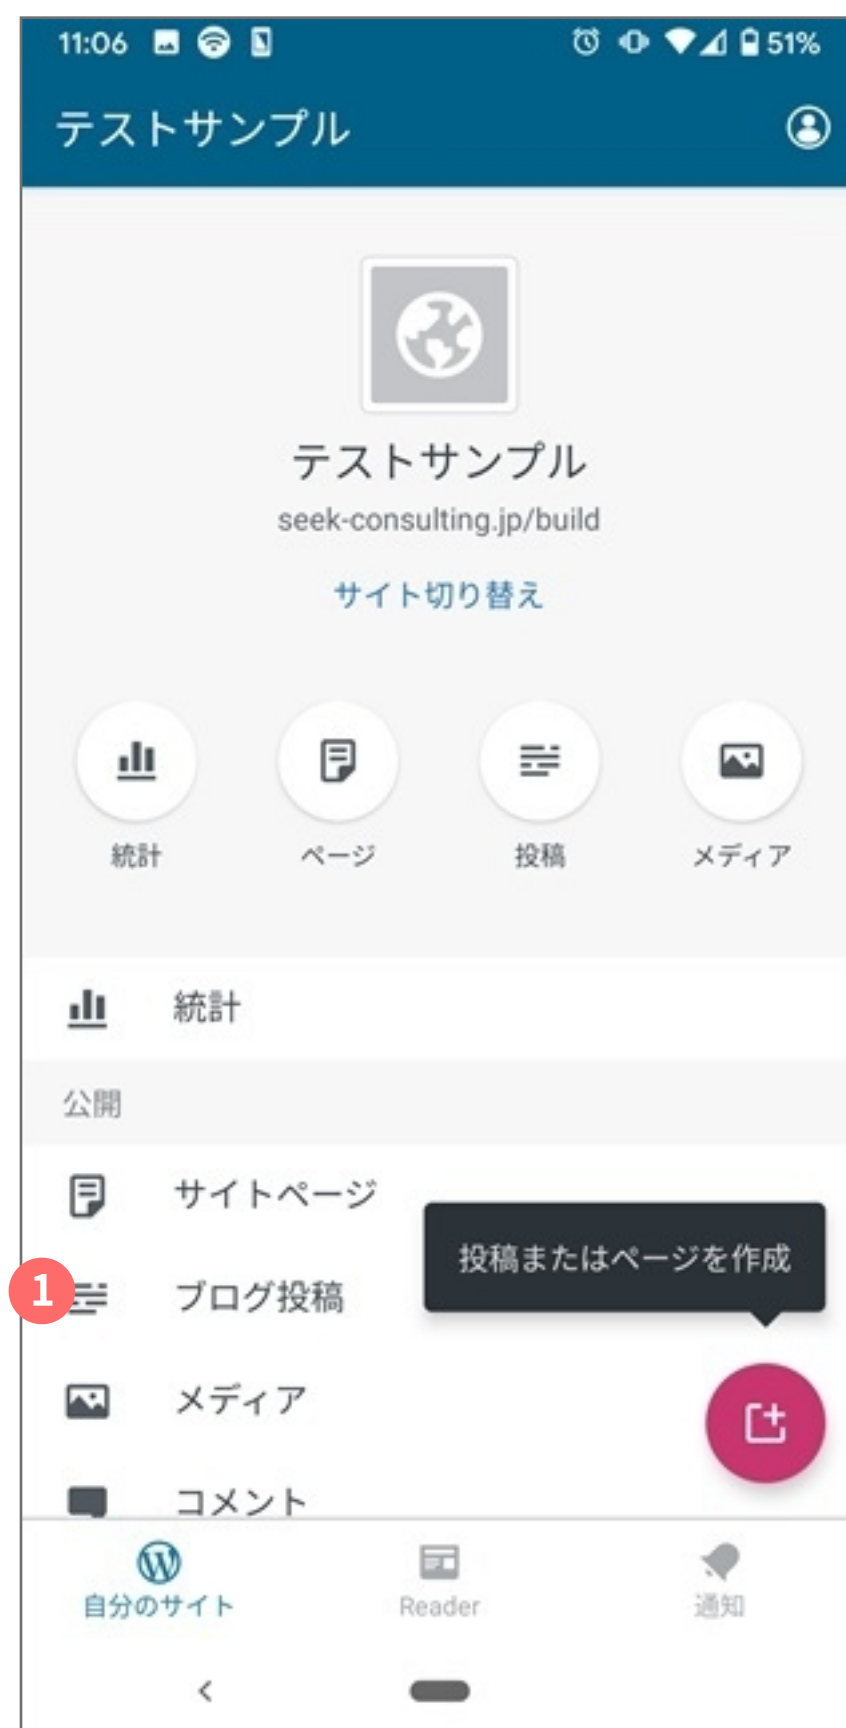 11:06
51%
テストサンプル
テストサンプル
seek-consulting.jp/build
サイト切り替え
統計 ページ 投稿 メディア
統計
公開
サイトページ
投稿またはページを作成
1 ブログ投稿
メディア
コメント
自分のサイト Reader 通知